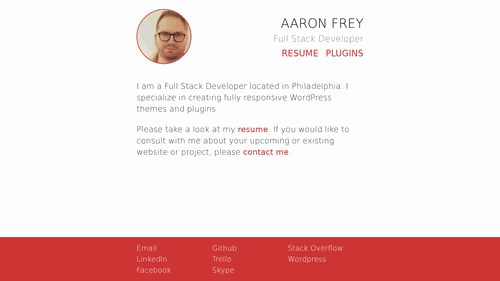 AARON FREY
Full Stack Developer
RESUME PLUGINS
I am a Full Stack Developer located in Philadelphia. I
specialize in creating fully responsive WordPress
themes and plugins.
Please take a look at my resume. If you would like to
consult with me about your upcoming or existing
website or project, please contact me.
Email
LinkedIn
Facebook
Github
Trello
Skype
Stack Overflow
Wordpress